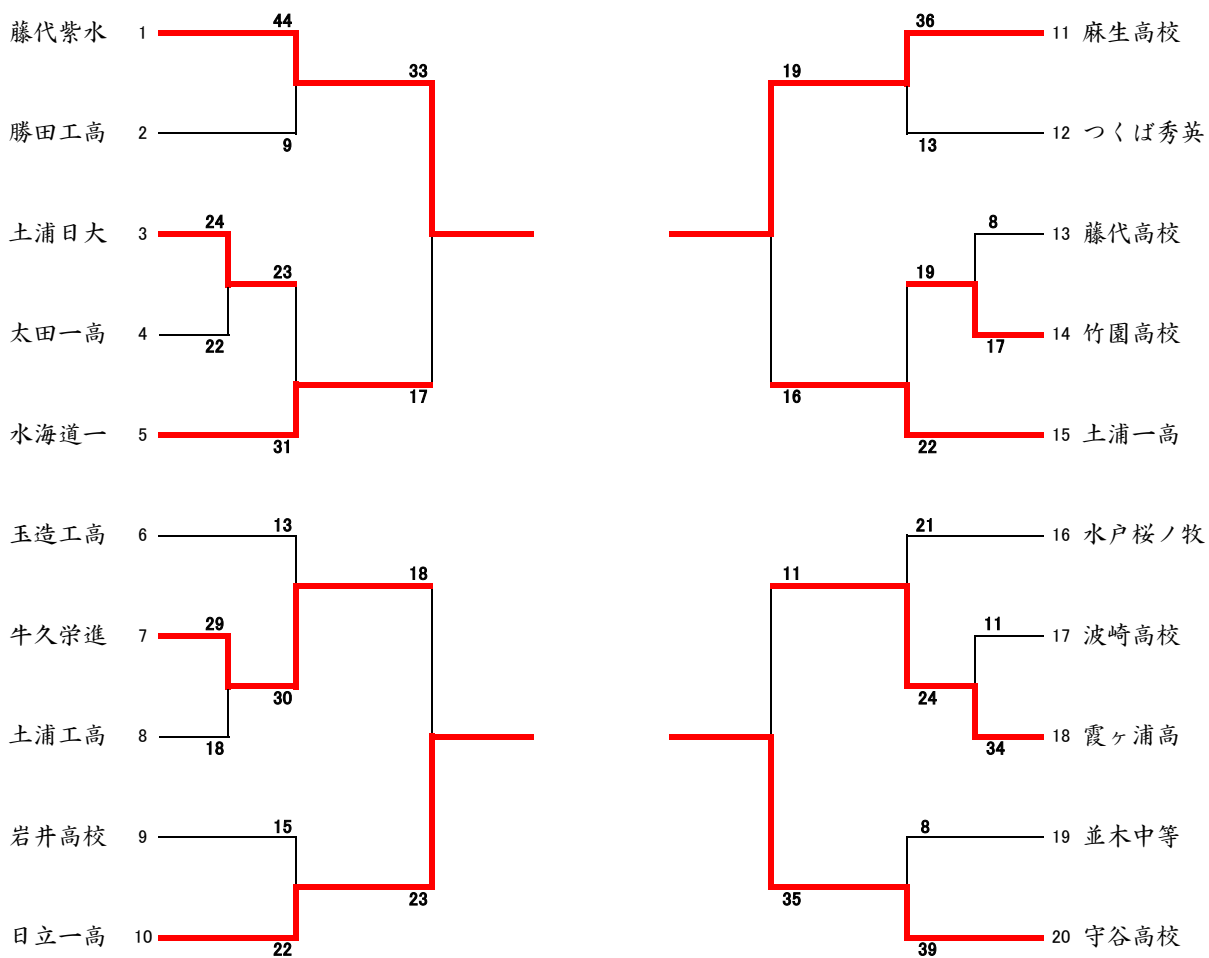 44 36
藤代紫水 1 11 麻生高校
33 19
勝田工高 2 12 つくば秀英
9 13
24 8
土浦日大 3 13 藤代高校
23 19
太田一高 4 14 竹園高校
22 17
17 16
水海道一 5 15 土浦一高
31 22
13 21
玉造工高 6 16 水戸桜ノ牧
18 11
29 11
牛久栄進 7 17 波崎高校
30 24
土浦工高 8 18 霞ヶ浦高
18 34
15 8
岩井高校 9 19 並木中等
23 35
日立一高 10 20 守谷高校
22 39